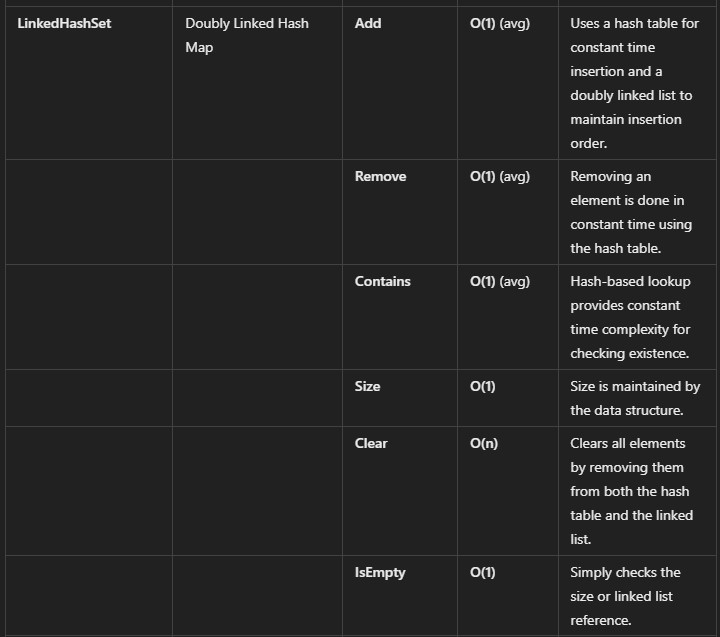 LinkedHashSet
Doubly Linked Hash
Map
Add
O(1) (avg)
Uses a hash table for
constant time
insertion and a
doubly linked list to
maintain insertion
order.
Remove
O(1) (avg)
Removing an
element is done in
constant time using
the hash table.
Contains
O(1) (avg)
Hash-based lookup
provides constant
time complexity for
checking existence.
Size
O(1)
Size is maintained by
the data structure.
Clear
O(n)
Clears all elements
by removing them
from both the hash
table and the linked
list.
IsEmpty
O(1)
Simply checks the
size or linked list
reference.